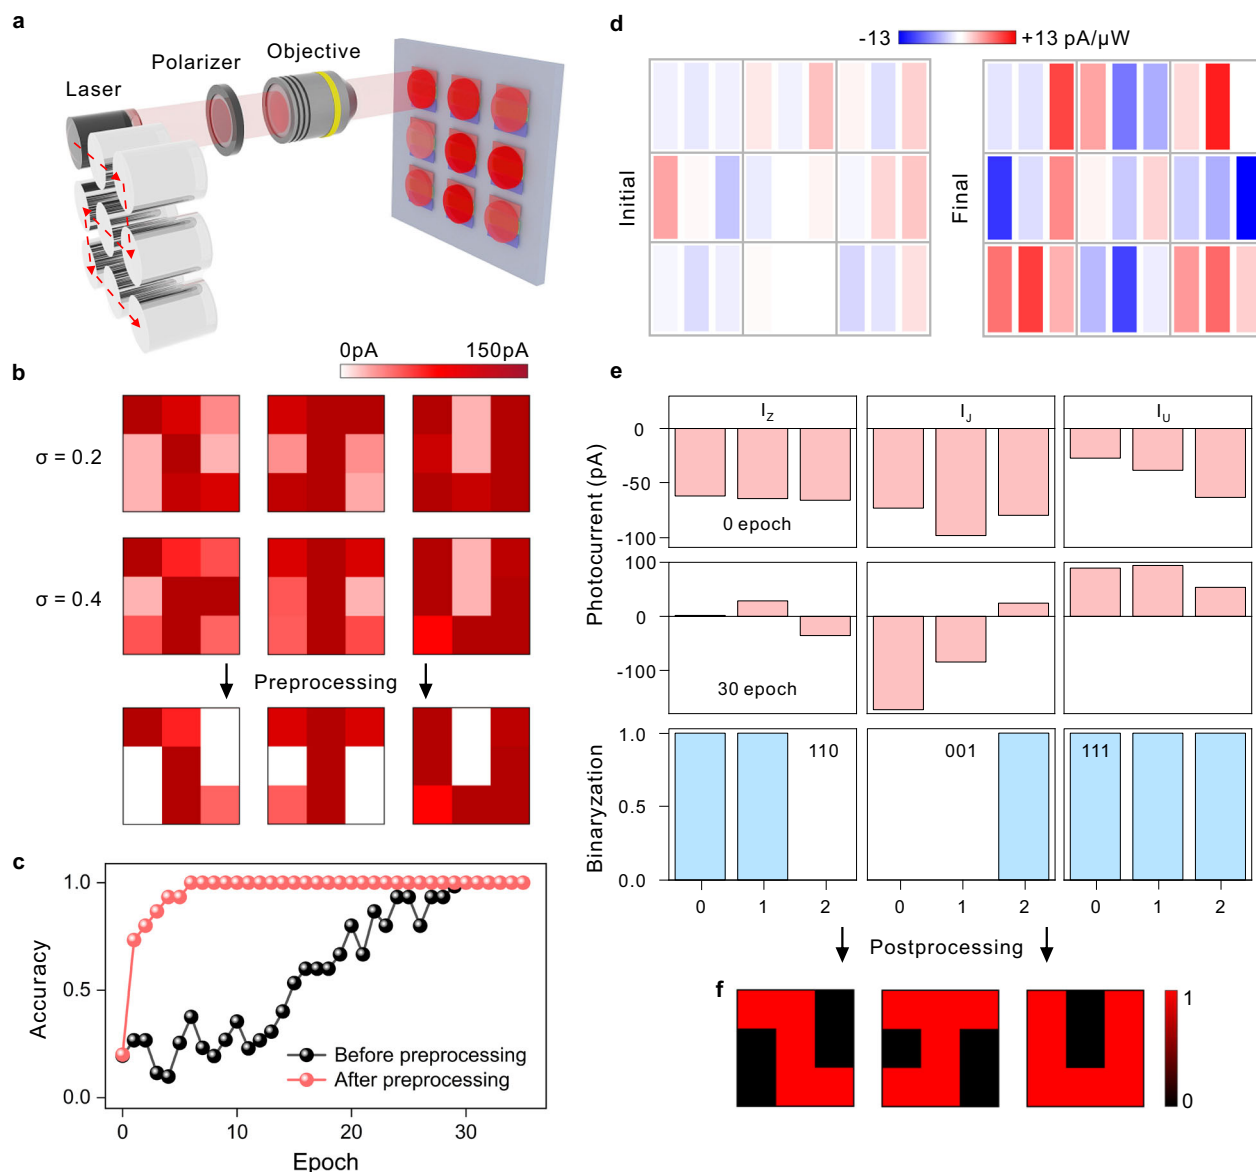 a
Laser
Polarizer
Objective
b
0pA 150pA
σ = 0.2
σ = 0.4
Preprocessing
c
Accuracy
1.0
0.5
0.0
Before preprocessing
After preprocessing
0 10 20 30
Epoch
d
-13 +13 pA/μW
Initial
Final
e
I_Z I_J I_U
Photocurrent (pA)
0
-50
-100
0 epoch
100
0
-100
30 epoch
Binaryzation
1.0
0.5
0.0
110 001 111
0 1 2 0 1 2 0 1 2
Postprocessing
f
1
0